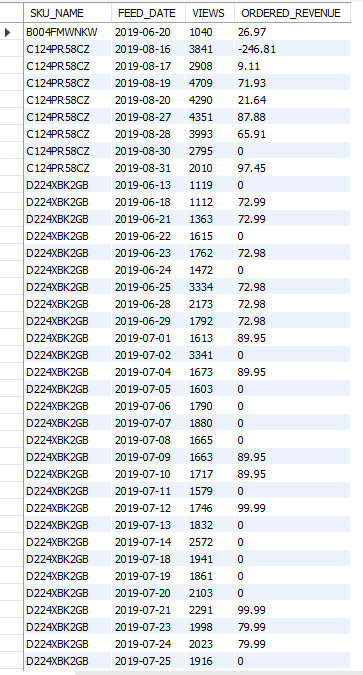 SKU_NAME FEED_DATE VIEWS ORDERED_REVENUE
B004FMWNKW 2019-06-20 1040 26.97
C124PR58CZ 2019-08-16 3841 -246.81
C124PR58CZ 2019-08-17 2908 9.11
C124PR58CZ 2019-08-19 4709 71.93
C124PR58CZ 2019-08-20 4290 21.64
C124PR58CZ 2019-08-27 4351 87.88
C124PR58CZ 2019-08-28 3993 65.91
C124PR58CZ 2019-08-30 2795 0
C124PR58CZ 2019-08-31 2010 97.45
D224XBK2GB 2019-06-13 1119 0
D224XBK2GB 2019-06-18 1112 72.99
D224XBK2GB 2019-06-21 1363 72.99
D224XBK2GB 2019-06-22 1615 0
D224XBK2GB 2019-06-23 1762 72.98
D224XBK2GB 2019-06-24 1472 0
D224XBK2GB 2019-06-25 3334 72.98
D224XBK2GB 2019-06-28 2173 72.98
D224XBK2GB 2019-06-29 1792 72.98
D224XBK2GB 2019-07-01 1613 89.95
D224XBK2GB 2019-07-02 3341 0
D224XBK2GB 2019-07-04 1673 89.95
D224XBK2GB 2019-07-05 1603 0
D224XBK2GB 2019-07-06 1790 0
D224XBK2GB 2019-07-07 1880 0
D224XBK2GB 2019-07-08 1665 0
D224XBK2GB 2019-07-09 1663 89.95
D224XBK2GB 2019-07-10 1717 89.95
D224XBK2GB 2019-07-11 1579 0
D224XBK2GB 2019-07-12 1746 99.99
D224XBK2GB 2019-07-13 1832 0
D224XBK2GB 2019-07-14 2572 0
D224XBK2GB 2019-07-18 1941 0
D224XBK2GB 2019-07-19 1861 0
D224XBK2GB 2019-07-20 2103 0
D224XBK2GB 2019-07-21 2291 99.99
D224XBK2GB 2019-07-23 1998 79.99
D224XBK2GB 2019-07-24 2023 79.99
D224XBK2GB 2019-07-25 1916 0